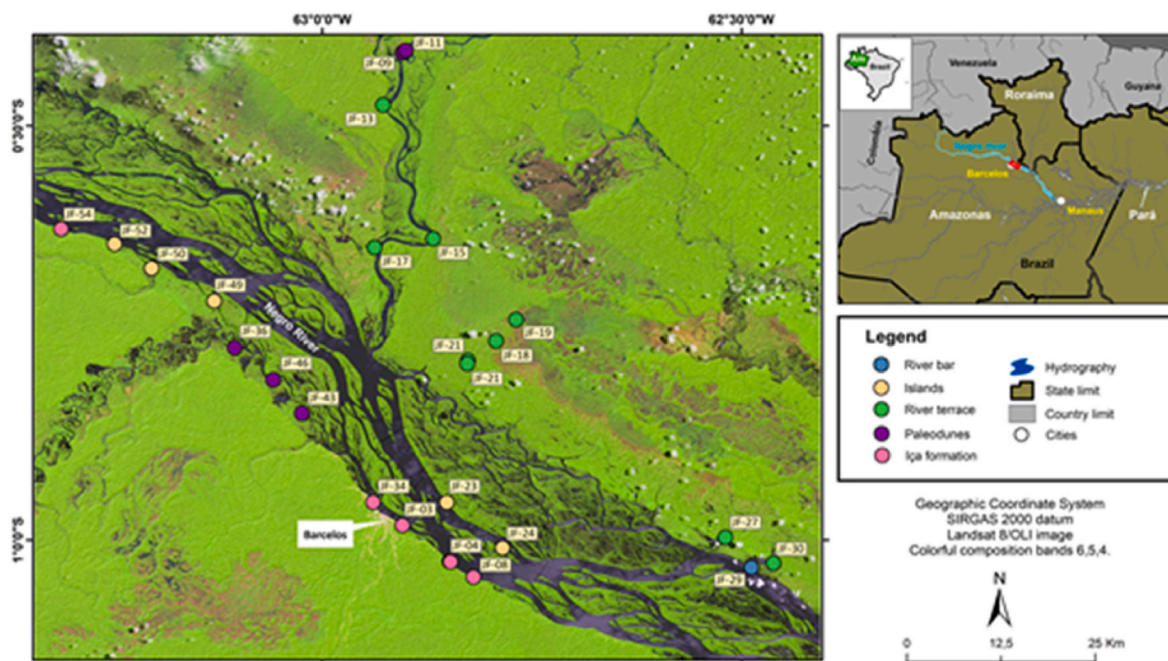 63°0'0"W
62°30'0"W
0°30'0"S
1°0'0"S
JF-11
JF-09
JF-13
JF-54
JF-52
JF-50
JF-15
JF-17
JF-49
Negro River
JF-19
JF-36
JF-18
JF-21
JF-46
JF-21
JF-43
JF-34
JF-03
JF-23
Barcelos
JF-24
JF-27
JF-04
JF-08
JF-30
JF-29
Brazil
Venezuela
Guyana
Roraima
Colombia
Negro River
Barcelos
Amazonas
Manaus
Pará
Brazil
Legend
River bar
Islands
River terrace
Paleodunes
Iça formation
Hydrography
State limit
Country limit
Cities
Geographic Coordinate System
SIRGAS 2000 datum
Landsat 8/OLI image
Colorful composition bands 6,5,4.
N
0 12,5 25 Km